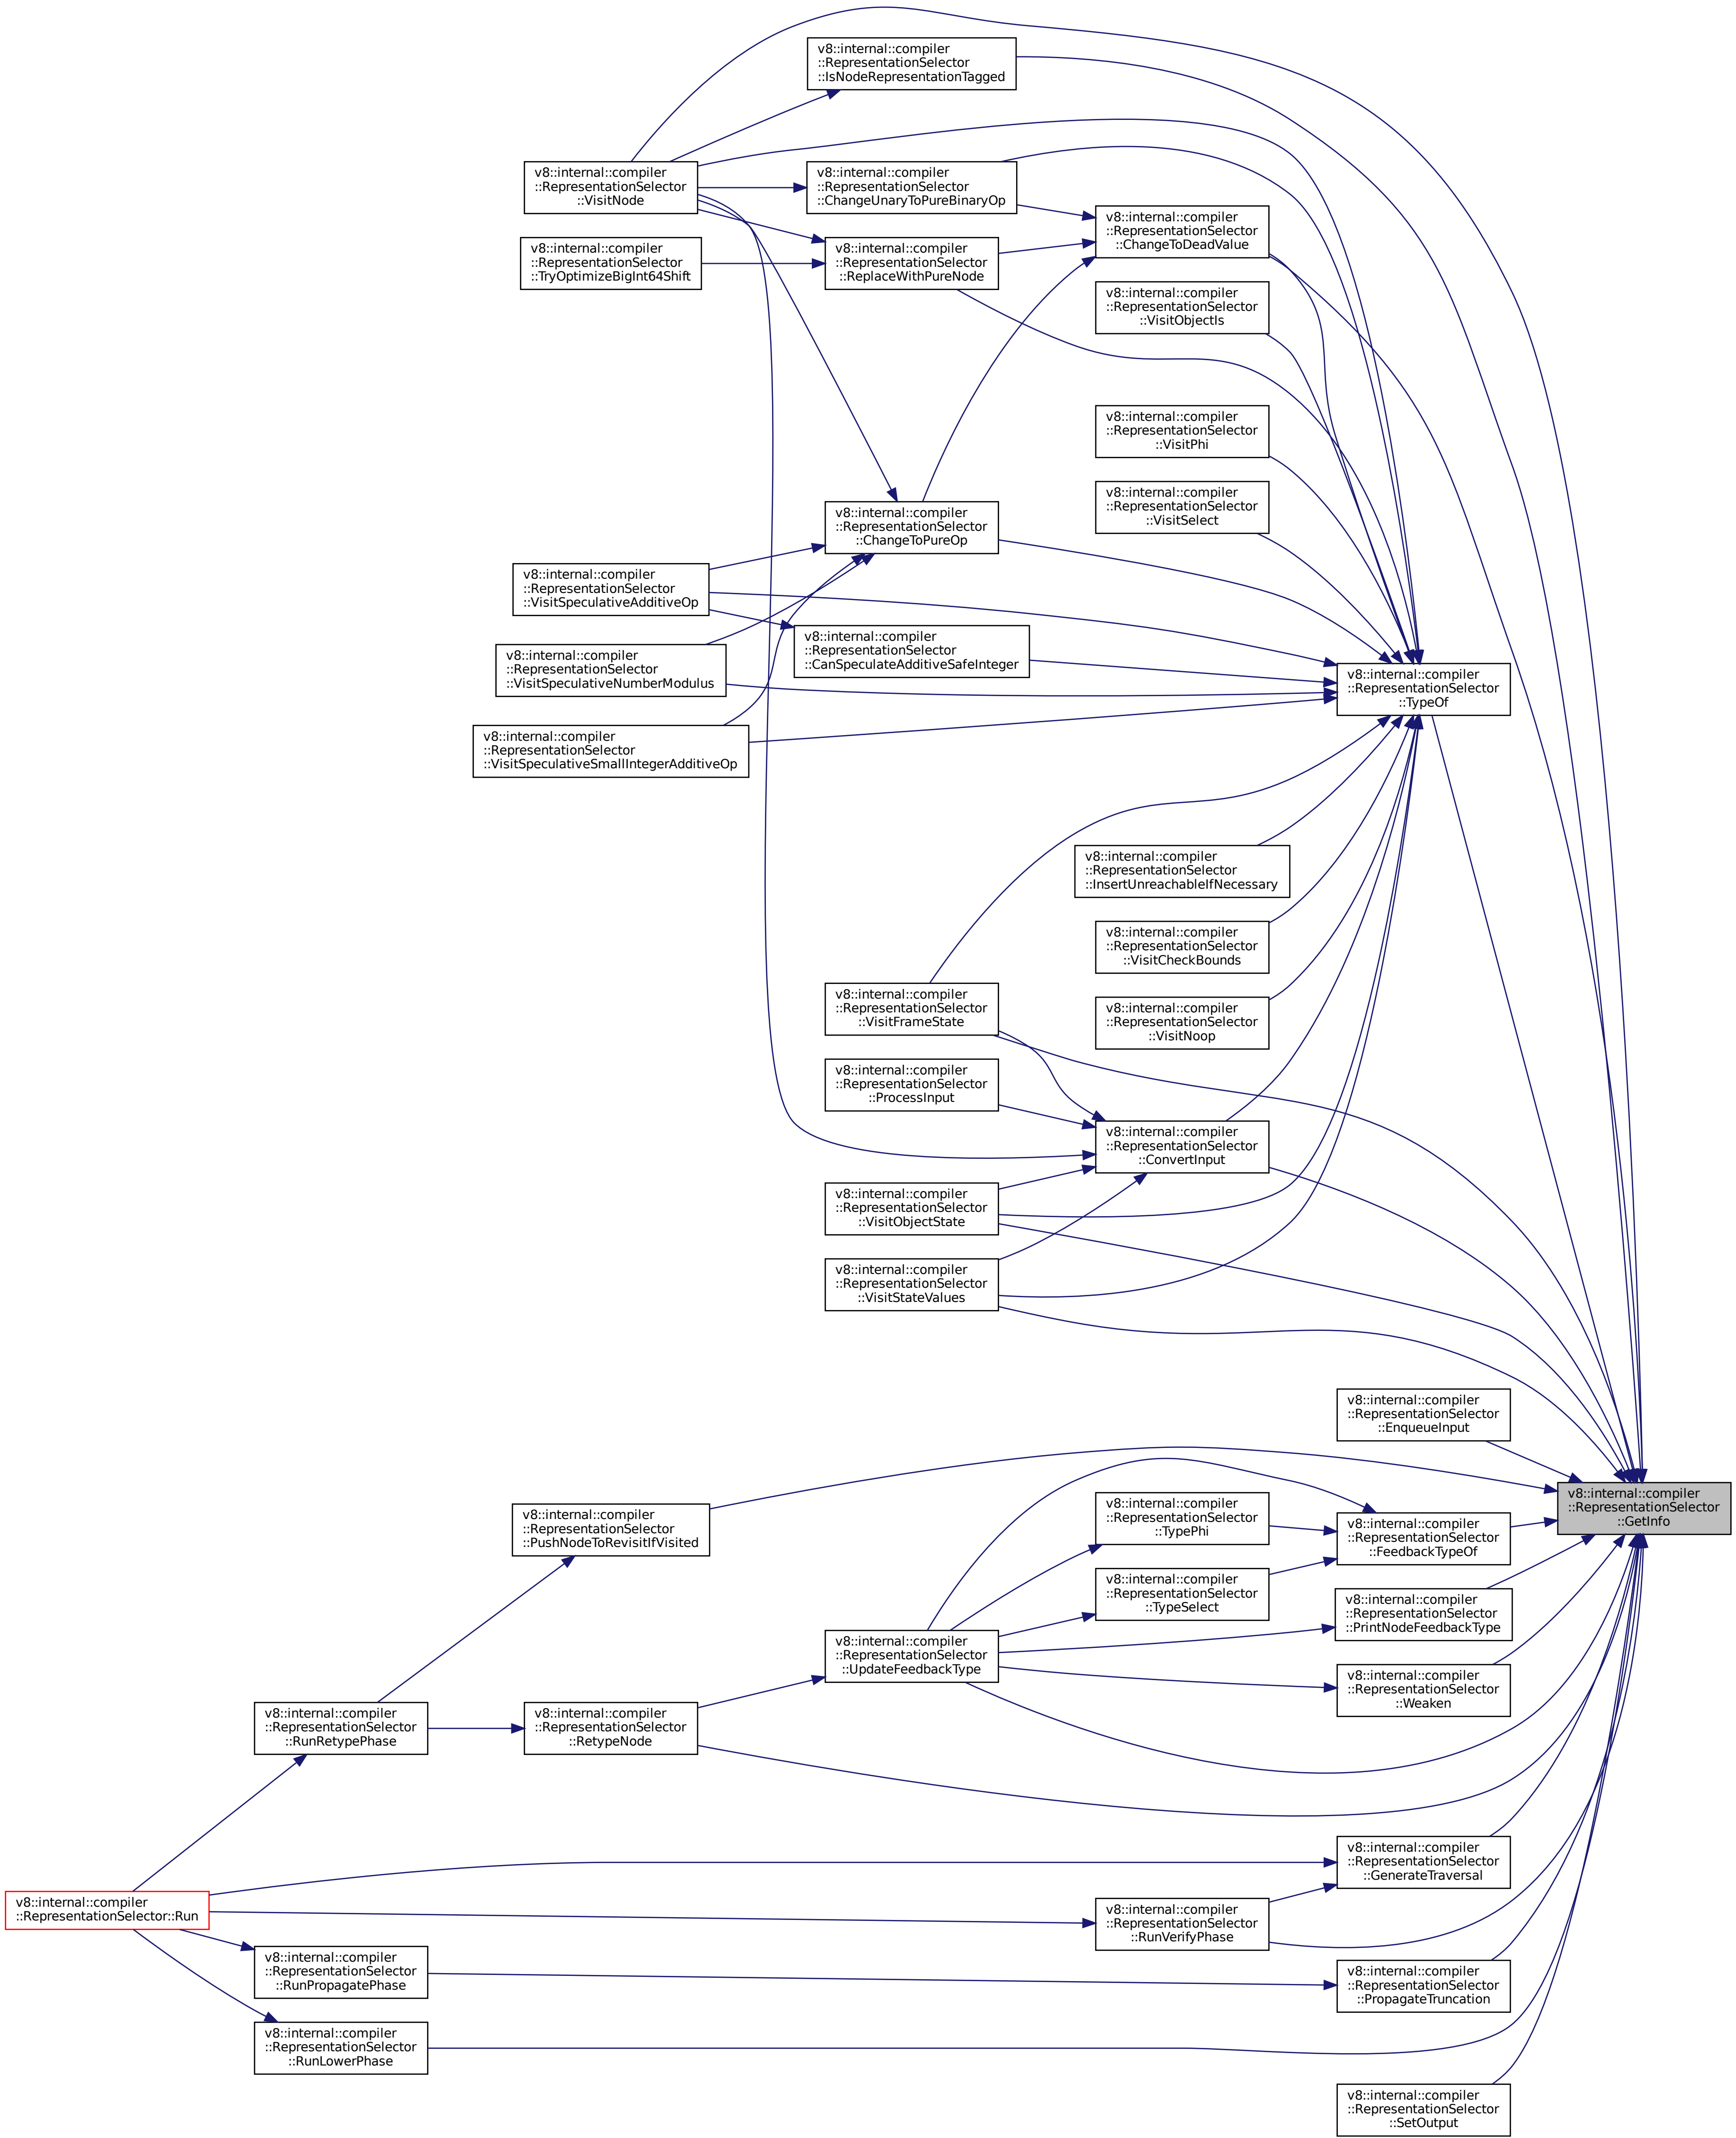 v8::internal::compiler
::RepresentationSelector
::IsNodeRepresentationTagged
v8::internal::compiler
::RepresentationSelector
::VisitNode
v8::internal::compiler
::RepresentationSelector
::ChangeUnaryToPureBinaryOp
v8::internal::compiler
::RepresentationSelector
::ChangeToDeadValue
v8::internal::compiler
::RepresentationSelector
::TryOptimizeBigInt64Shift
v8::internal::compiler
::RepresentationSelector
::ReplaceWithPureNode
v8::internal::compiler
::RepresentationSelector
::VisitObjectIs
v8::internal::compiler
::RepresentationSelector
::VisitPhi
v8::internal::compiler
::RepresentationSelector
::VisitSelect
v8::internal::compiler
::RepresentationSelector
::ChangeToPureOp
v8::internal::compiler
::RepresentationSelector
::VisitSpeculativeAdditiveOp
v8::internal::compiler
::RepresentationSelector
::CanSpeculateAdditiveSafeInteger
v8::internal::compiler
::RepresentationSelector
::VisitSpeculativeNumberModulus
v8::internal::compiler
::RepresentationSelector
::TypeOf
v8::internal::compiler
::RepresentationSelector
::VisitSpeculativeSmallIntegerAdditiveOp
v8::internal::compiler
::RepresentationSelector
::InsertUnreachableIfNecessary
v8::internal::compiler
::RepresentationSelector
::VisitCheckBounds
v8::internal::compiler
::RepresentationSelector
::VisitFrameState
v8::internal::compiler
::RepresentationSelector
::VisitNoop
v8::internal::compiler
::RepresentationSelector
::ProcessInput
v8::internal::compiler
::RepresentationSelector
::ConvertInput
v8::internal::compiler
::RepresentationSelector
::VisitObjectState
v8::internal::compiler
::RepresentationSelector
::VisitStateValues
v8::internal::compiler
::RepresentationSelector
::EnqueueInput
v8::internal::compiler
::RepresentationSelector
::GetInfo
v8::internal::compiler
::RepresentationSelector
::PushNodeToRevisitIfVisited
v8::internal::compiler
::RepresentationSelector
::TypePhi
v8::internal::compiler
::RepresentationSelector
::FeedbackTypeOf
v8::internal::compiler
::RepresentationSelector
::TypeSelect
v8::internal::compiler
::RepresentationSelector
::PrintNodeFeedbackType
v8::internal::compiler
::RepresentationSelector
::UpdateFeedbackType
v8::internal::compiler
::RepresentationSelector
::Weaken
v8::internal::compiler
::RepresentationSelector
::RunRetypePhase
v8::internal::compiler
::RepresentationSelector
::RetypeNode
v8::internal::compiler
::RepresentationSelector
::GenerateTraversal
v8::internal::compiler
::RepresentationSelector::Run
v8::internal::compiler
::RepresentationSelector
::RunVerifyPhase
v8::internal::compiler
::RepresentationSelector
::RunPropagatePhase
v8::internal::compiler
::RepresentationSelector
::PropagateTruncation
v8::internal::compiler
::RepresentationSelector
::RunLowerPhase
v8::internal::compiler
::RepresentationSelector
::SetOutput